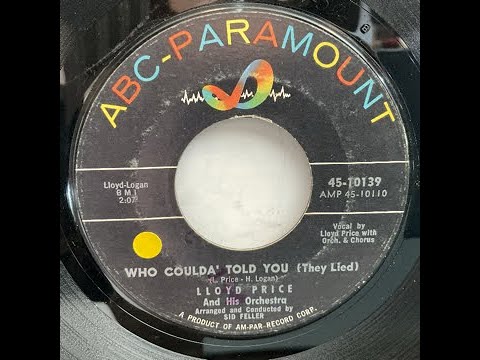 ABC-PARAMOUNT
Lloyd-Logan
BMI
2:07
45-10139
AMP 45-10110
Vocal by
Lloyd Price with
Orch. & Chorus
WHO COULDA' TOLD YOU (They Lied)
(L. Price - H. Logan)
LLOYD PRICE
And His Orchestra
Arranged and Conducted by
SID FELLER
A PRODUCT OF AM-PAR RECORD CORP.